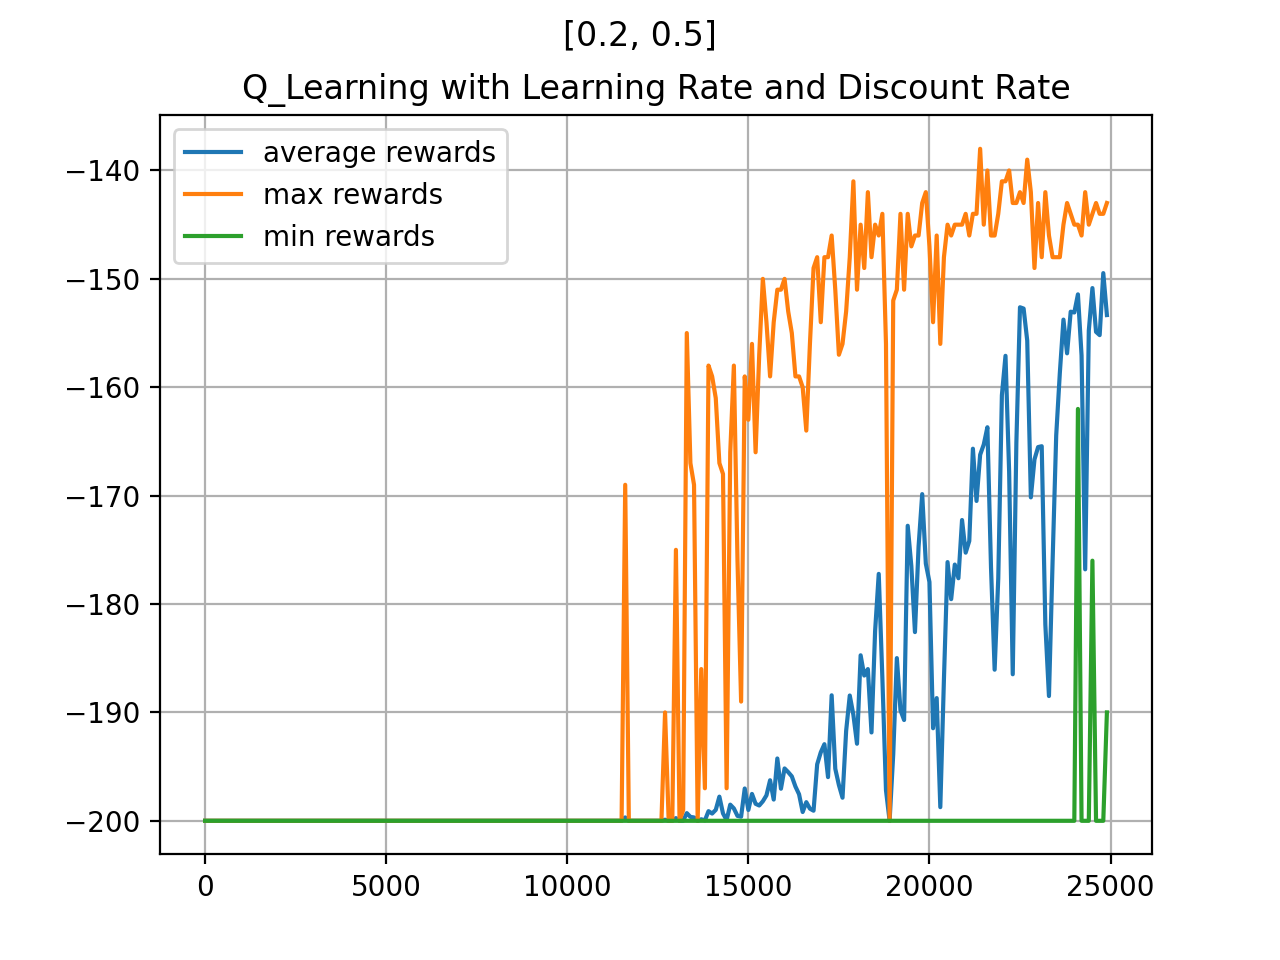 [0.2, 0.5]
Q_Learning with Learning Rate and Discount Rate
average rewards
max rewards
min rewards
−140
−150
−160
−170
−180
−190
−200
0 5000 10000 15000 20000 25000